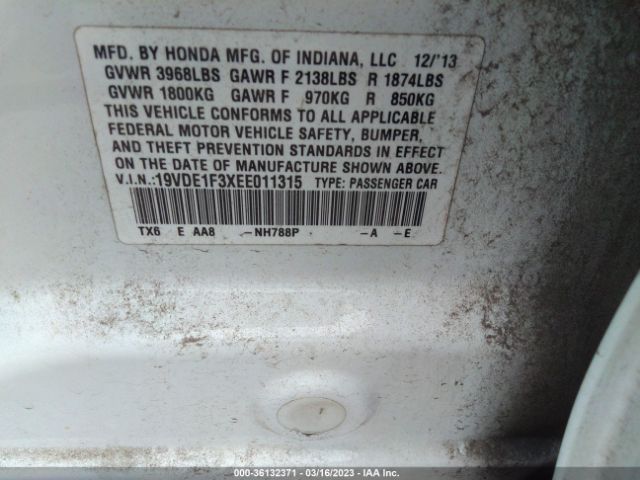 MFD. BY HONDA MFG. OF INDIANA, LLC 12/'13
GVWR 3968LBS GAWR F 2138LBS R 1874LBS
GVWR 1800KG GAWR F 970KG R 850KG
THIS VEHICLE CONFORMS TO ALL APPLICABLE
FEDERAL MOTOR VEHICLE SAFETY, BUMPER,
AND THEFT PREVENTION STANDARDS IN EFFECT
ON THE DATE OF MANUFACTURE SHOWN ABOVE.
V.I.N.:19VDE1F3XEE011315 TYPE: PASSENGER CAR
TX6 E AA8 -NH788P -A -E
000-36132371 | 03/16/2023 | IAA Inc.